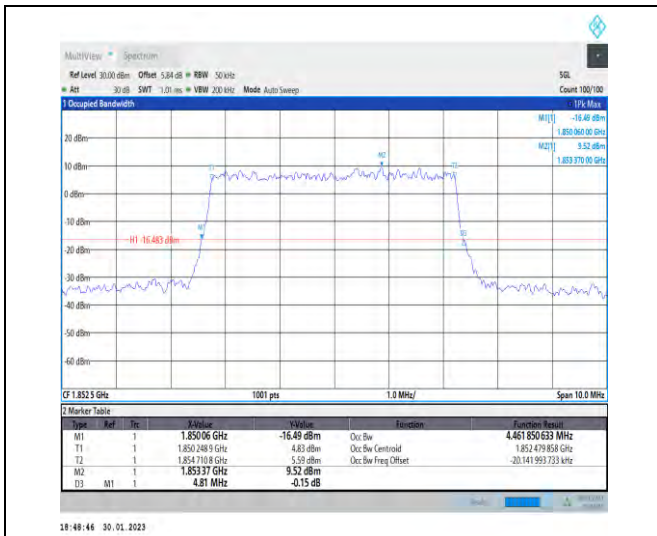 MultiView Spectrum
Ref Level 30.00 dBm Offset 5.84 dB RBW 50 kHz SGL
Att 30 dB SWT 1.01 ms VBW 200 kHz Mode Auto Sweep Count 100/100
1 Occupied Bandwidth 1Pk Max
M1[1] -16.49 dBm
1.850 060 00 GHz
M2[1] 9.52 dBm
1.853 370 00 GHz
20 dBm
M2
10 dBm
T1 T2
0 dBm
-10 dBm
M1 D3
H1 -16.483 dBm
-20 dBm
-30 dBm
-40 dBm
-50 dBm
-60 dBm
CF 1.852 5 GHz 1001 pts 1.0 MHz/ Span 10.0 MHz
2 Marker Table
Type Ref Trc X-Value Y-Value Function Function Result
M1 1 1.85006 GHz -16.49 dBm Occ Bw 4.461 850 633 MHz
T1 1 1.850 248 9 GHz 4.83 dBm Occ Bw Centroid 1.852 479 858 GHz
T2 1 1.854 710 8 GHz 5.59 dBm Occ Bw Freq Offset -20.141 993 733 kHz
M2 1 1.85337 GHz 9.52 dBm
D3 M1 1 4.81 MHz -0.15 dB
18:48:46 30.01.2023